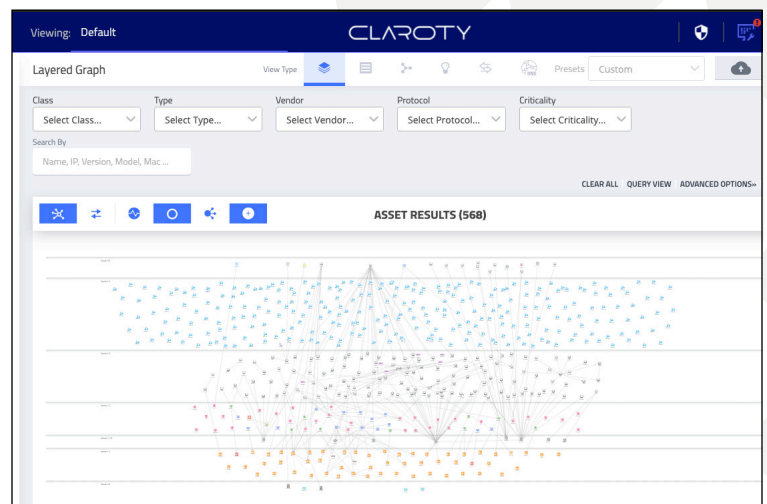 Viewing: Default
CLAROTY
Layered Graph
View Type
Presets
Custom
Class
Type
Vendor
Protocol
Criticality
Select Class...
Select Type...
Select Vendor...
Select Protocol...
Select Criticality...
Search By
Name, IP, Version, Model, Mac ...
CLEAR ALL QUERY VIEW ADVANCED OPTIONS»
ASSET RESULTS (568)